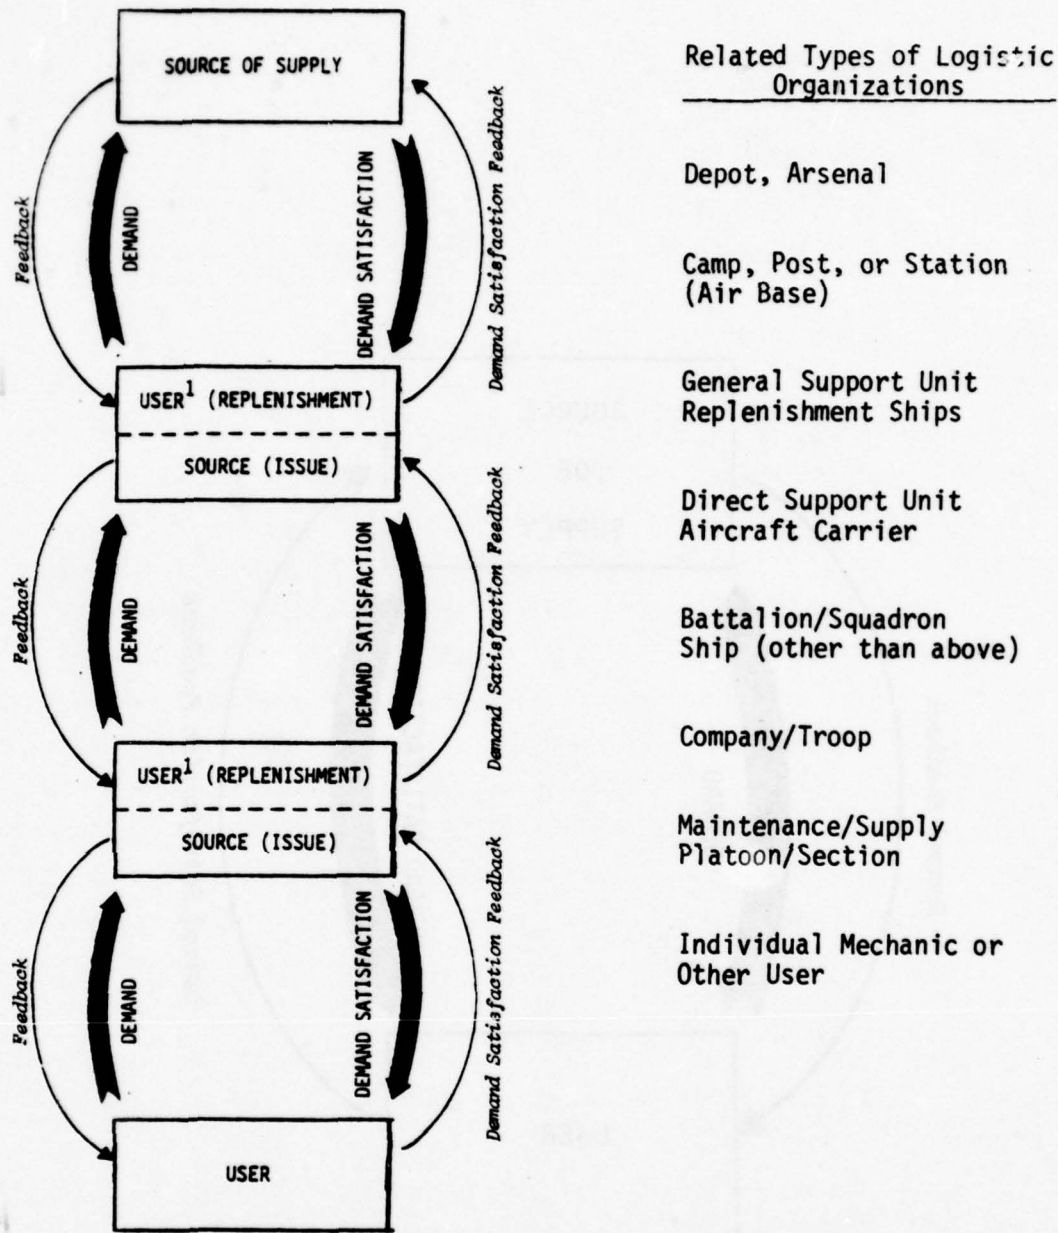 SOURCE OF SUPPLY
Feedback
DEMAND
DEMAND SATISFACTION
Demand Satisfaction Feedback
USER¹ (REPLENISHMENT)
SOURCE (ISSUE)
Feedback
DEMAND
DEMAND SATISFACTION
Demand Satisfaction Feedback
USER¹ (REPLENISHMENT)
SOURCE (ISSUE)
Feedback
DEMAND
DEMAND SATISFACTION
Demand Satisfaction Feedback
USER
Related Types of Logistic
Organizations
Depot, Arsenal
Camp, Post, or Station
(Air Base)
General Support Unit
Replenishment Ships
Direct Support Unit
Aircraft Carrier
Battalion/Squadron
Ship (other than above)
Company/Troop
Maintenance/Supply
Platoon/Section
Individual Mechanic or
Other User